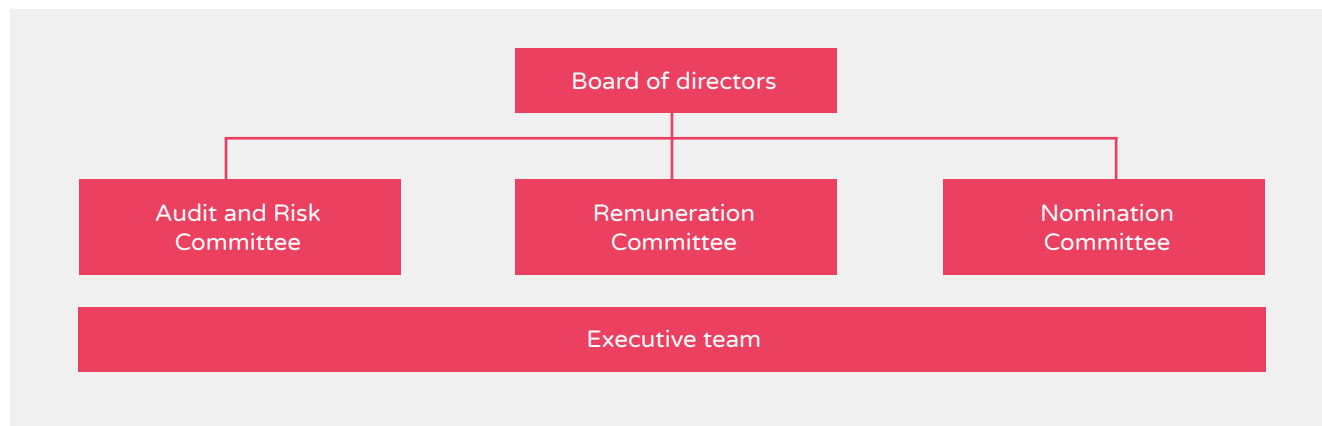 Board of directors
Audit and Risk
Committee
Remuneration
Committee
Nomination
Committee
Executive team